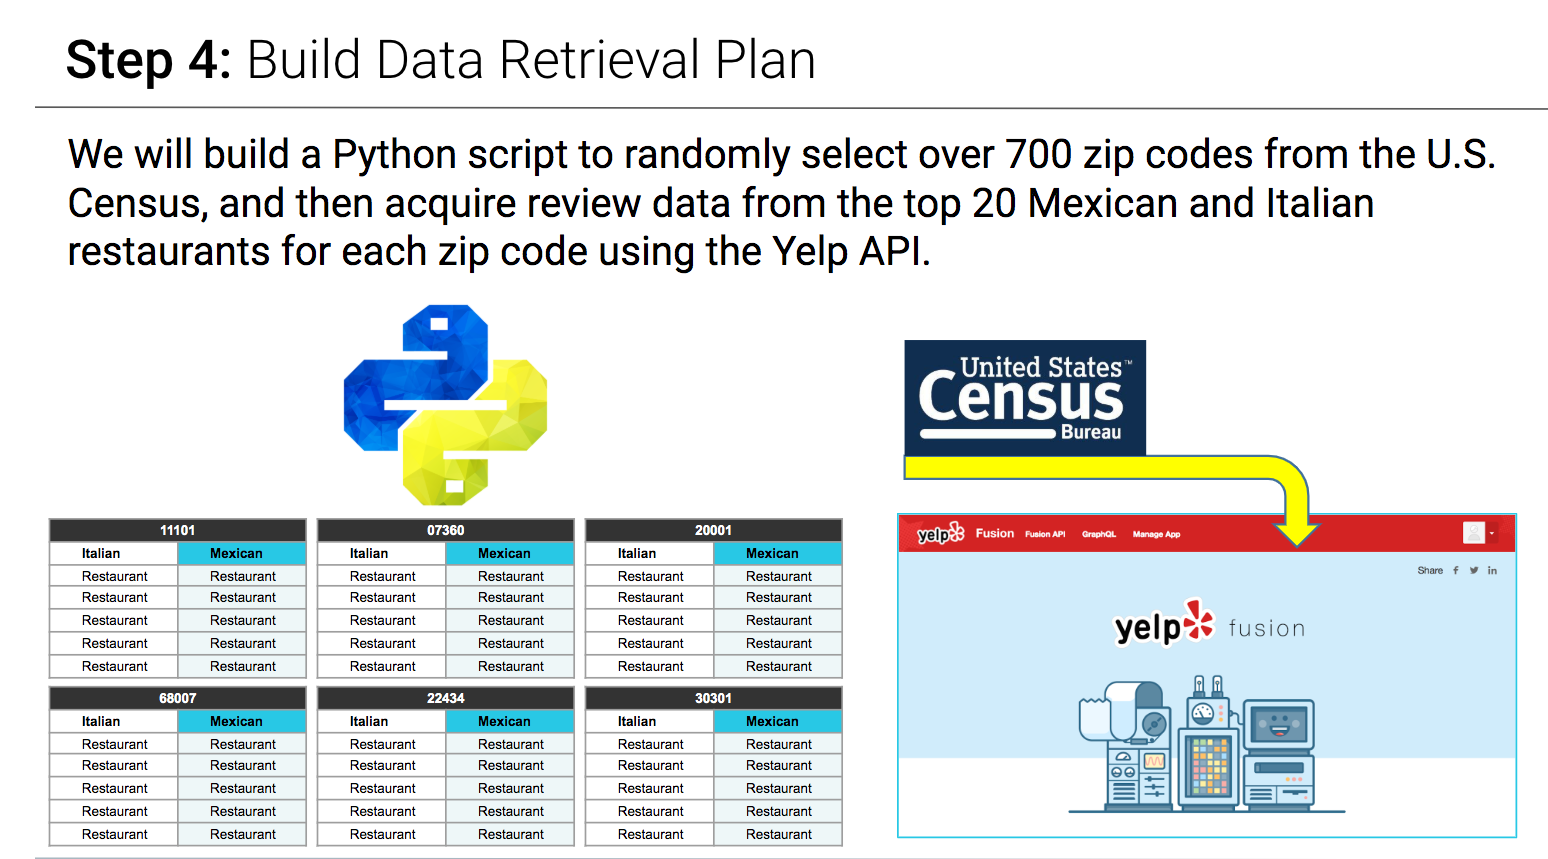 Step 4: Build Data Retrieval Plan
We will build a Python script to randomly select over 700 zip codes from the U.S.
Census, and then acquire review data from the top 20 Mexican and Italian
restaurants for each zip code using the Yelp API.
United States™
Census
Bureau
yelp Fusion Fusion API GraphQL Manage App
Share f in
yelp fusion
11101 07360 20001
Italian Mexican Italian Mexican Italian Mexican
Restaurant Restaurant Restaurant Restaurant Restaurant Restaurant
Restaurant Restaurant Restaurant Restaurant Restaurant Restaurant
Restaurant Restaurant Restaurant Restaurant Restaurant Restaurant
Restaurant Restaurant Restaurant Restaurant Restaurant Restaurant
Restaurant Restaurant Restaurant Restaurant Restaurant Restaurant
68007 22434 30301
Italian Mexican Italian Mexican Italian Mexican
Restaurant Restaurant Restaurant Restaurant Restaurant Restaurant
Restaurant Restaurant Restaurant Restaurant Restaurant Restaurant
Restaurant Restaurant Restaurant Restaurant Restaurant Restaurant
Restaurant Restaurant Restaurant Restaurant Restaurant Restaurant
Restaurant Restaurant Restaurant Restaurant Restaurant Restaurant